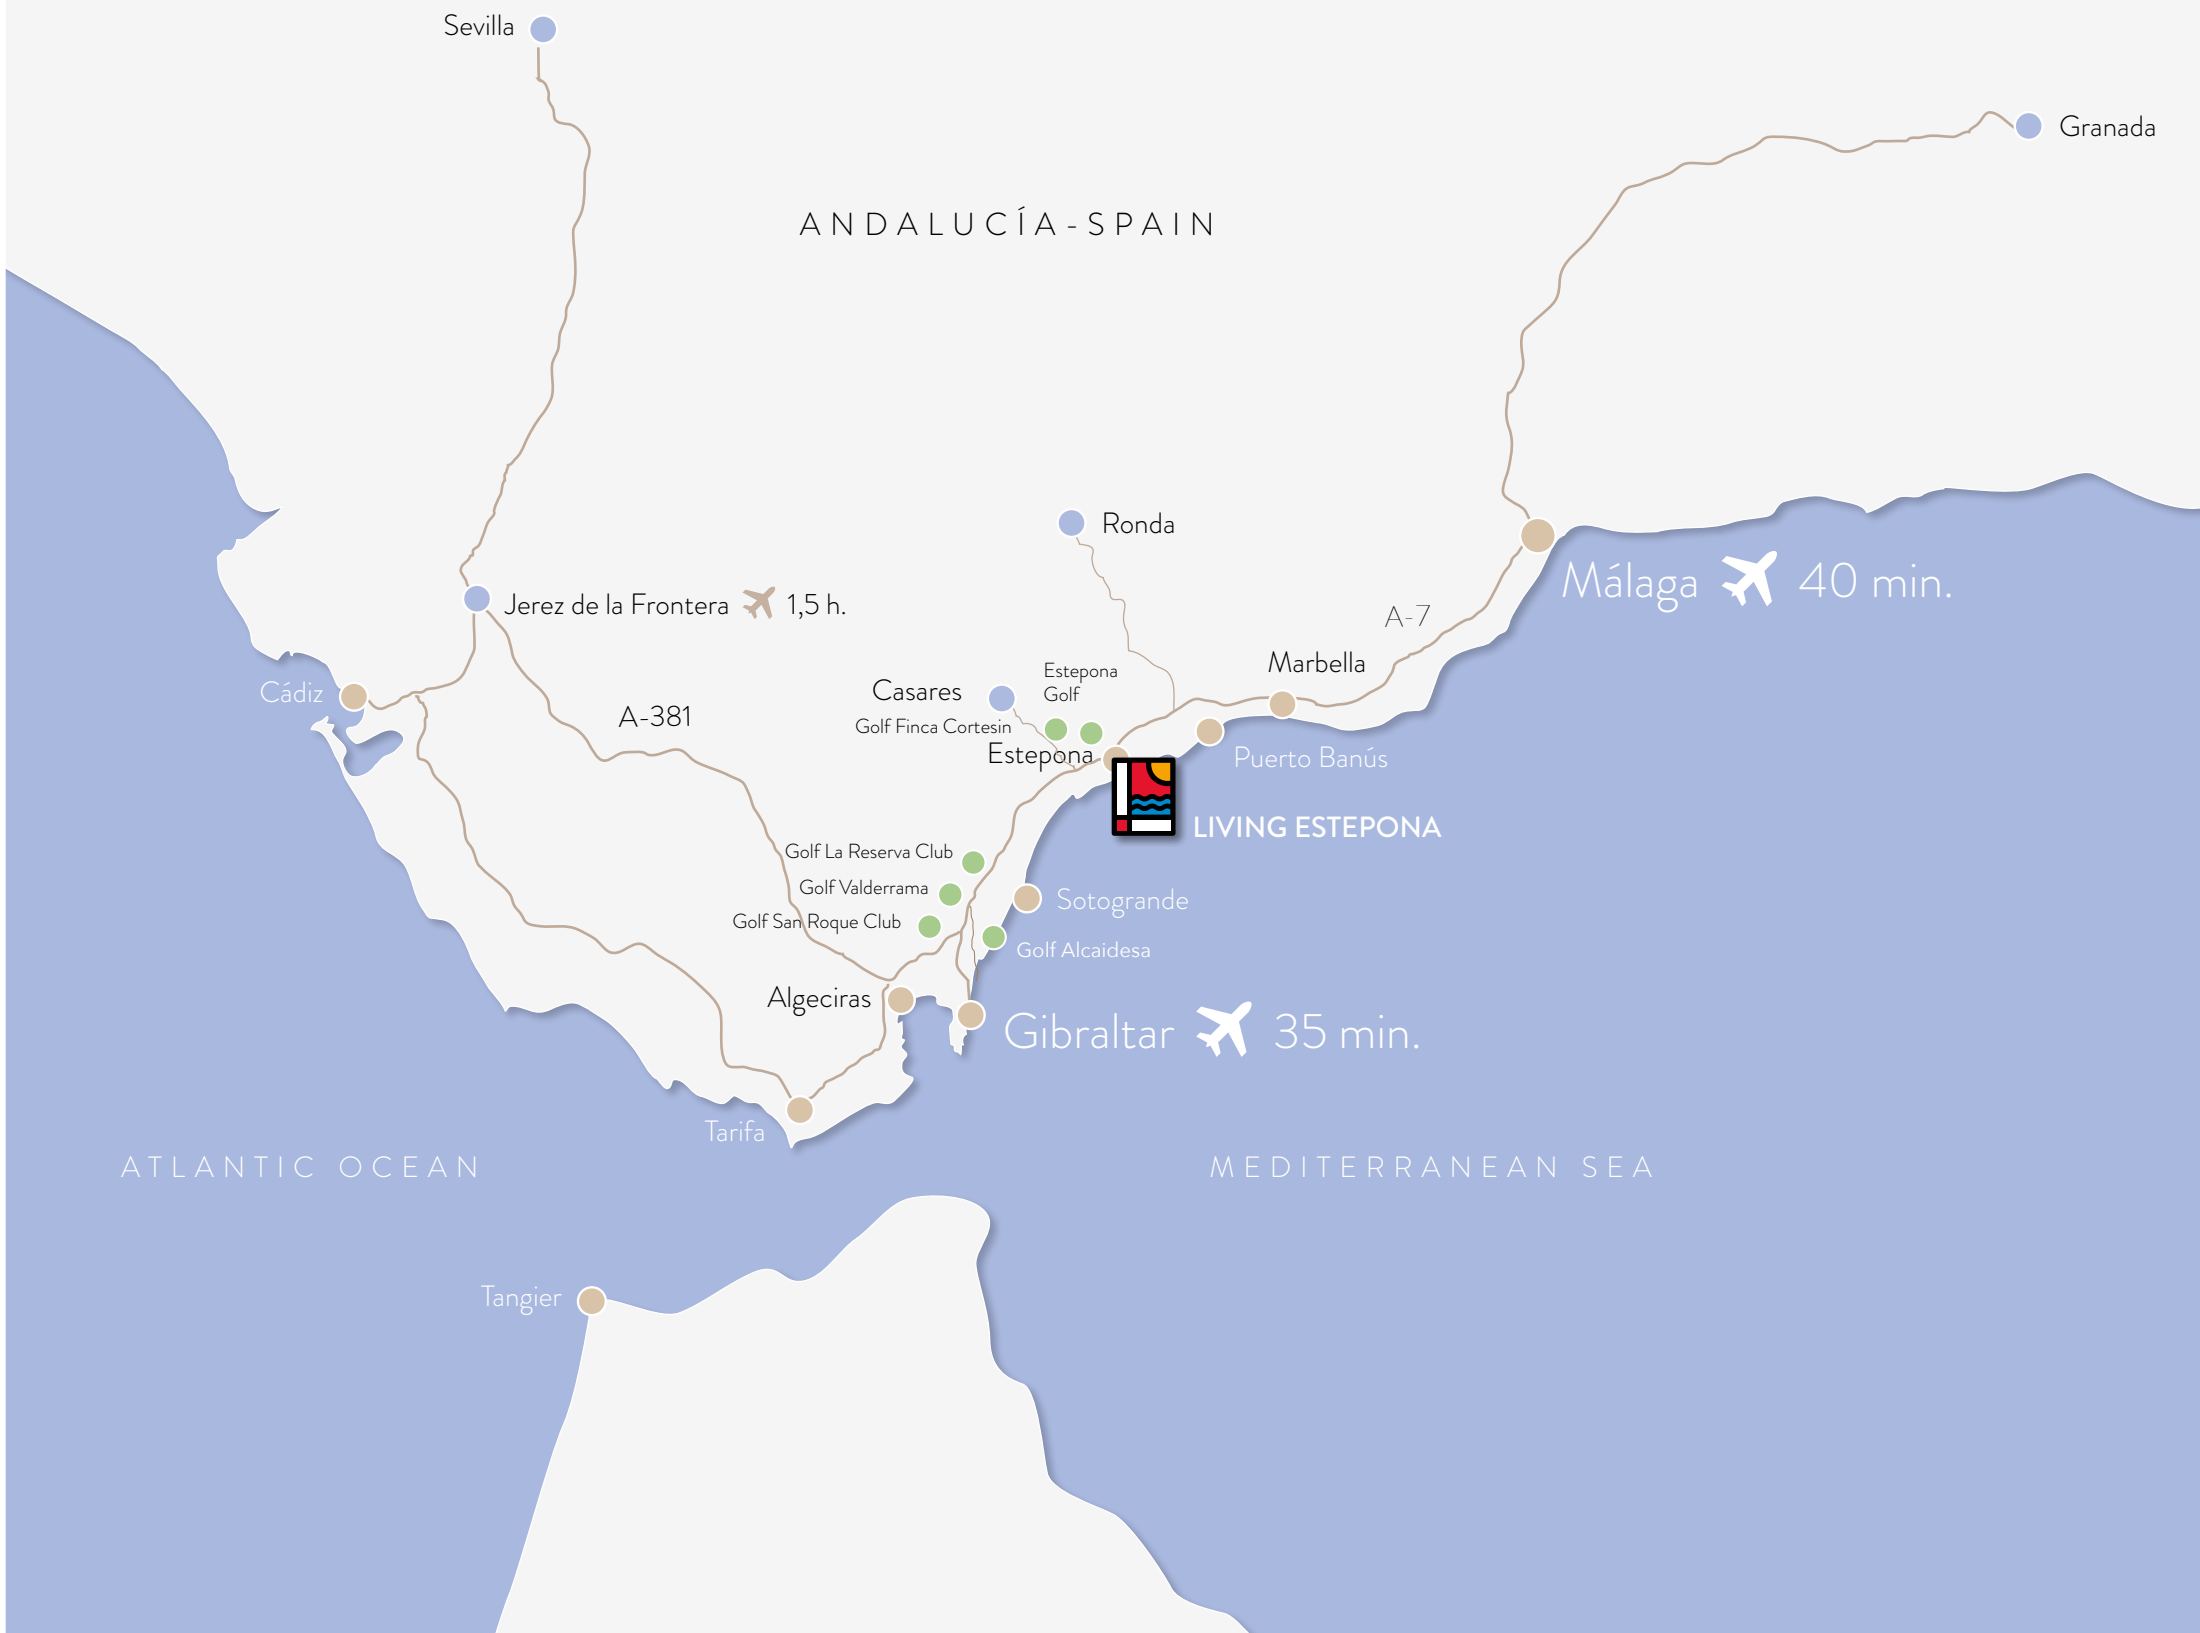 Sevilla
Granada
ANDALUCÍA-SPAIN
Ronda
Málaga 40 min.
Jerez de la Frontera 1,5 h.
A-7
Marbella
Estepona
Golf
Casares
Cádiz
A-381
Golf Finca Cortesin
Estepona
Puerto Banús
LIVING ESTEPONA
Golf La Reserva Club
Golf Valderrama
Sotogrande
Golf San Roque Club
Golf Alcaidesa
Algeciras
Gibraltar 35 min.
Tarifa
ATLANTIC OCEAN
MEDITERRANEAN SEA
Tangier